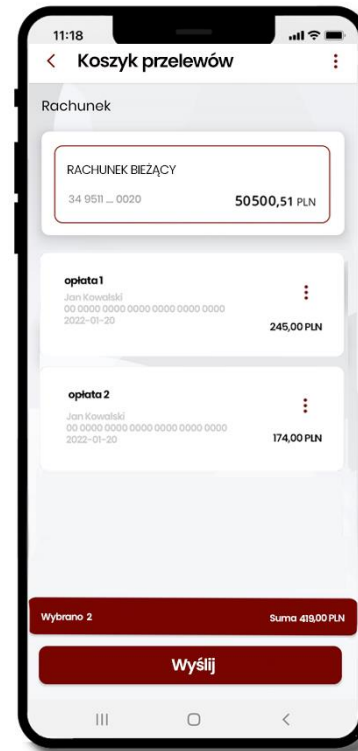 11:18
Koszyk przelewów
Rachunek
RACHUNEK BIEŻĄCY
34 9511 ... 0020 50500,51 PLN
opłata 1
Jan Kowalski
00 0000 0000 0000 0000 0000 0000
2022-01-20
245,00 PLN
opłata 2
Jan Kowalski
00 0000 0000 0000 0000 0000 0000
2022-01-20
174,00 PLN
Wybrano 2 Suma 419,00 PLN
Wyślij